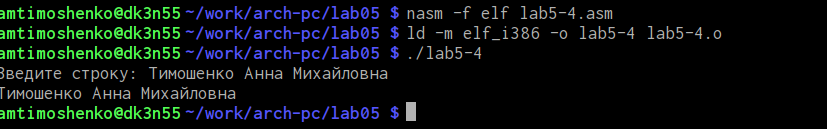 amtimoshenko@dk3n55 ~/work/arch-pc/lab05 $ nasm -f elf lab5-4.asm
amtimoshenko@dk3n55 ~/work/arch-pc/lab05 $ ld -m elf_i386 -o lab5-4 lab5-4.o
amtimoshenko@dk3n55 ~/work/arch-pc/lab05 $ ./lab5-4
Введите строку: Тимошенко Анна Михайловна
Тимошенко Анна Михайловна
amtimoshenko@dk3n55 ~/work/arch-pc/lab05 $